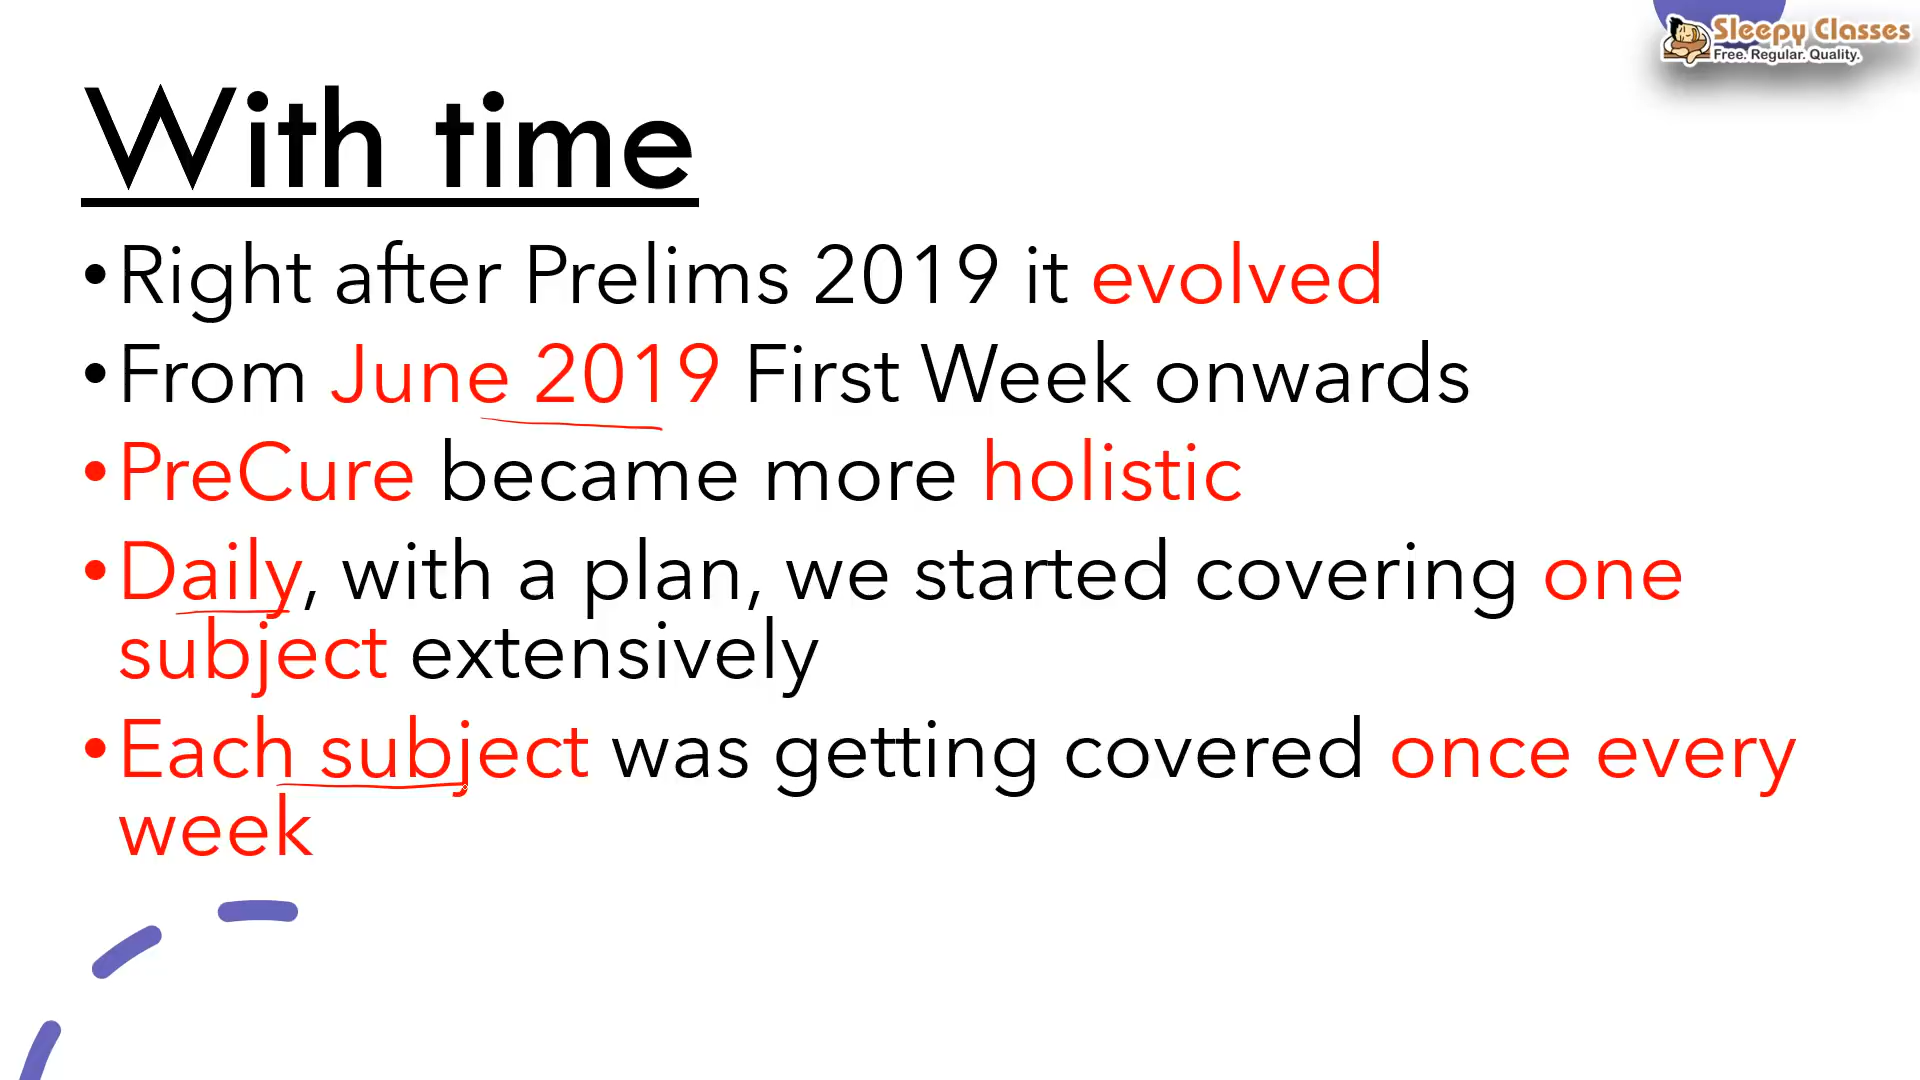 Sleepy Classes
Free. Regular. Quality.
With time
•Right after Prelims 2019 it evolved
•From June 2019 First Week onwards
•PreCure became more holistic
•Daily, with a plan, we started covering one
subject extensively
•Each subject was getting covered once every
week